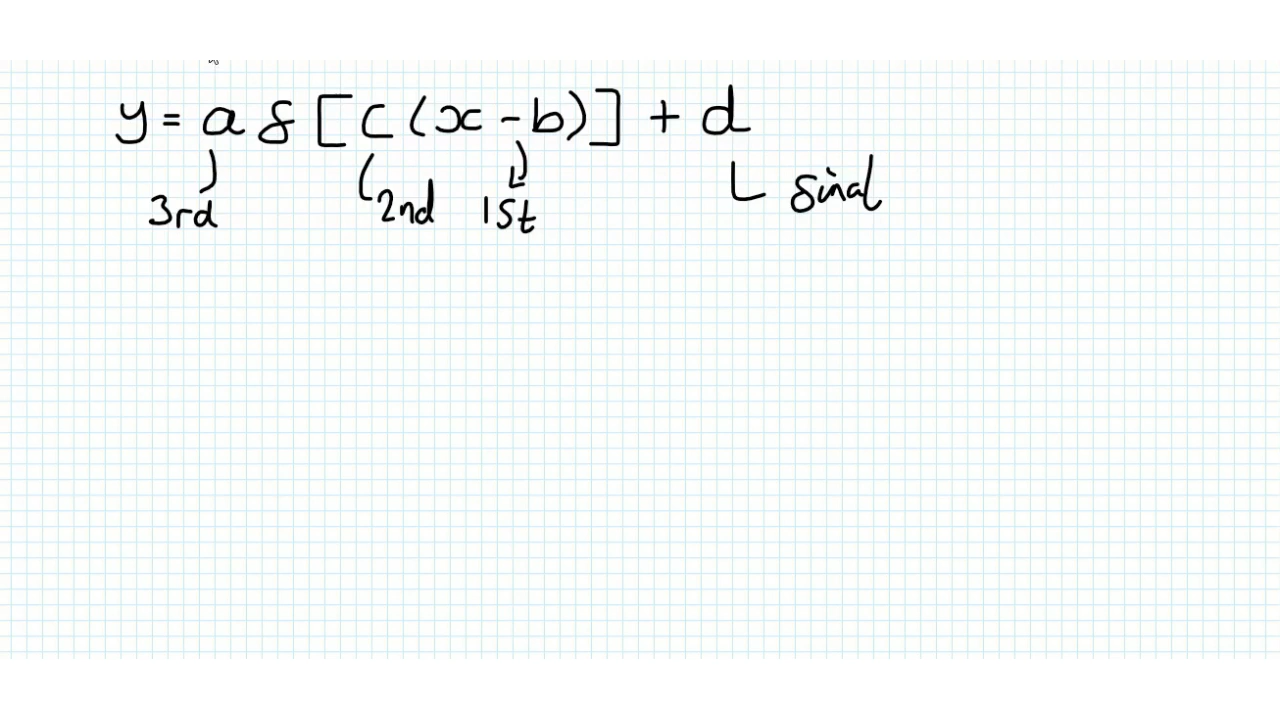 y = a f [c(x - b)] + d
3rd 2nd 1st final